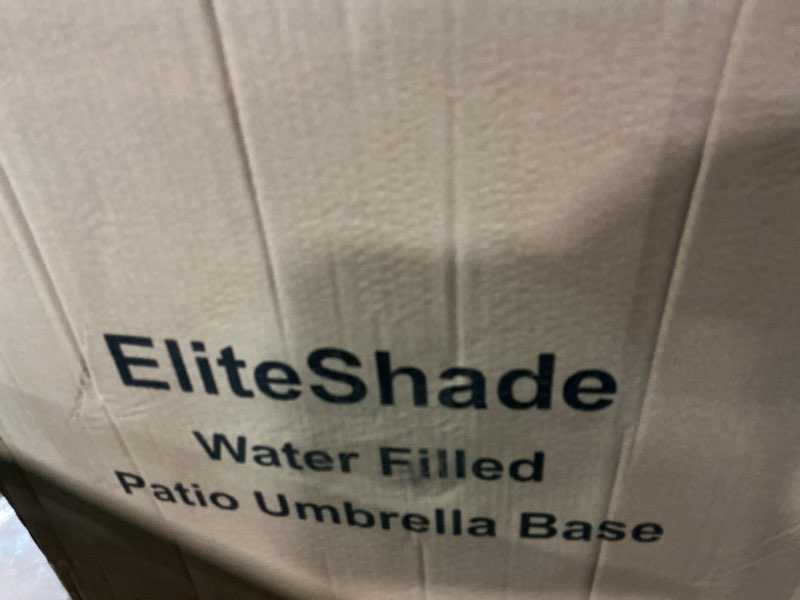 EliteShade
Water Filled
Patio Umbrella Base